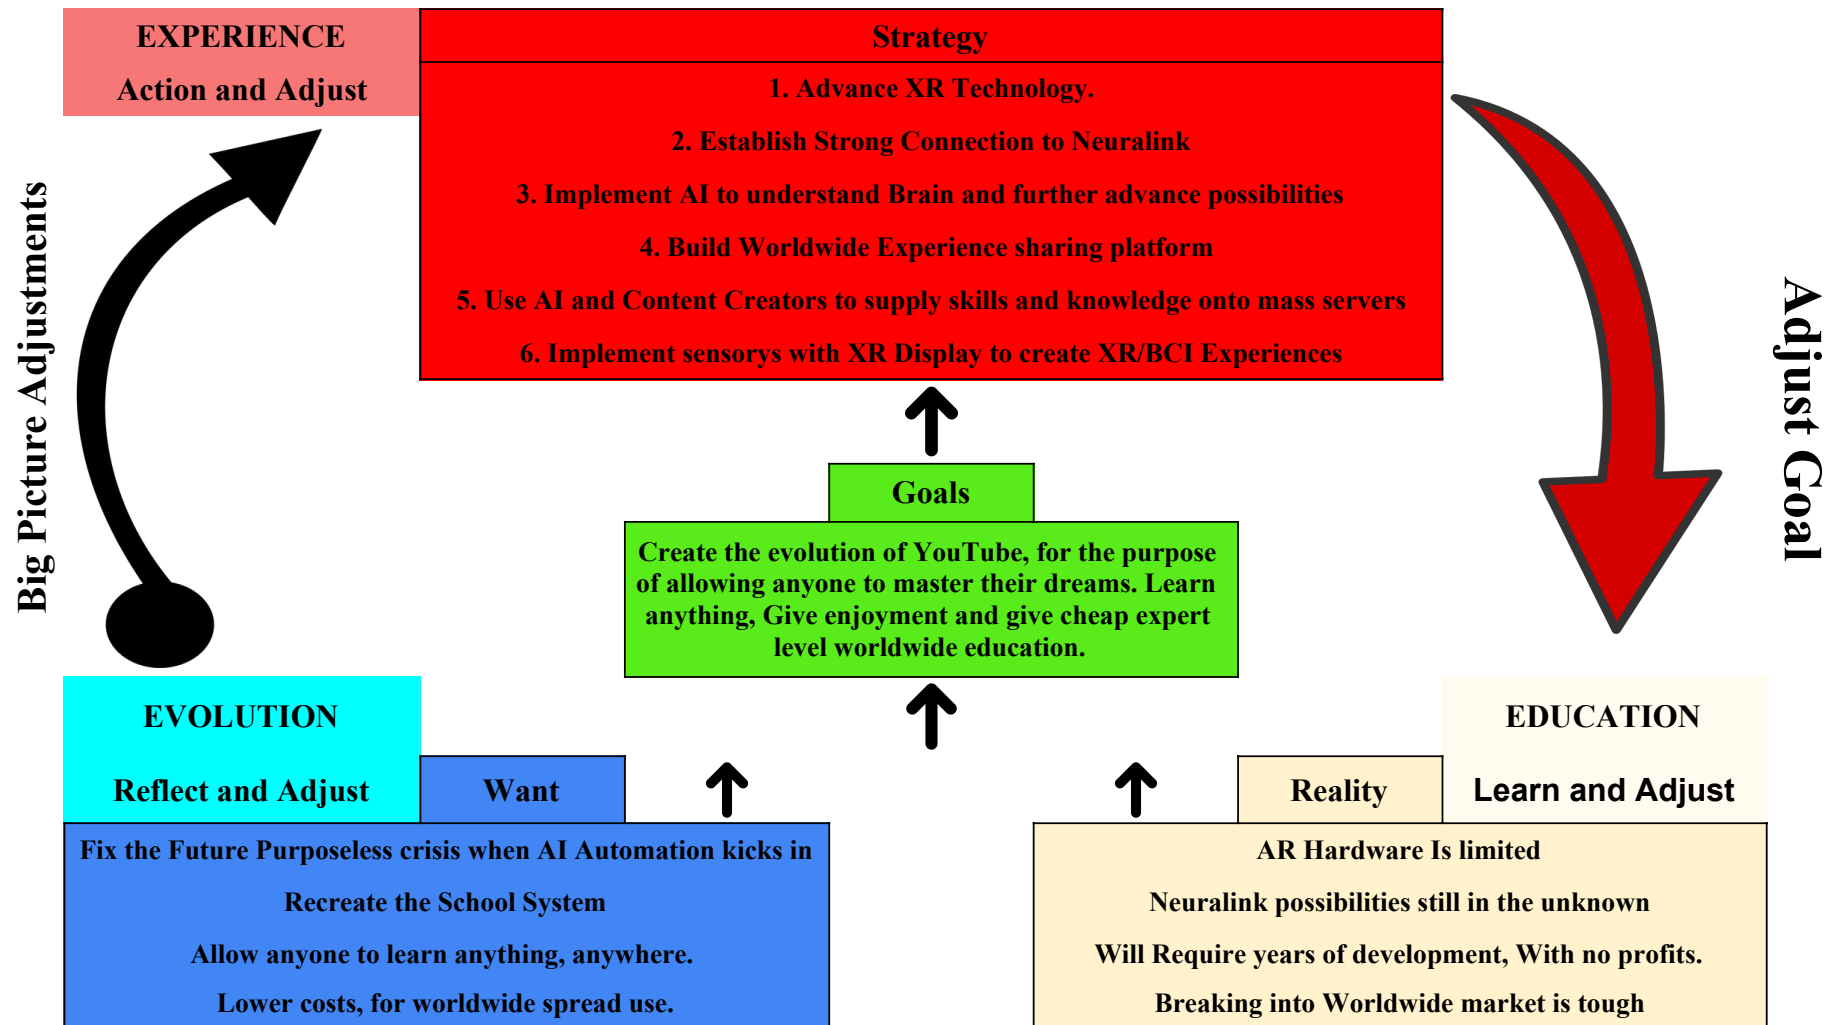 EXPERIENCE
Action and Adjust
Strategy
1. Advance XR Technology.
2. Establish Strong Connection to Neuralink
3. Implement AI to understand Brain and further advance possibilities
4. Build Worldwide Experience sharing platform
5. Use AI and Content Creators to supply skills and knowledge onto mass servers
6. Implement sensorys with XR Display to create XR/BCI Experiences
Big Picture Adjustments
Adjust Goal
Goals
Create the evolution of YouTube, for the purpose
of allowing anyone to master their dreams. Learn
anything, Give enjoyment and give cheap expert
level worldwide education.
EVOLUTION
Reflect and Adjust
Want
Fix the Future Purposeless crisis when AI Automation kicks in
Recreate the School System
Allow anyone to learn anything, anywhere.
Lower costs, for worldwide spread use.
EDUCATION
Learn and Adjust
Reality
AR Hardware Is limited
Neuralink possibilities still in the unknown
Will Require years of development, With no profits.
Breaking into Worldwide market is tough